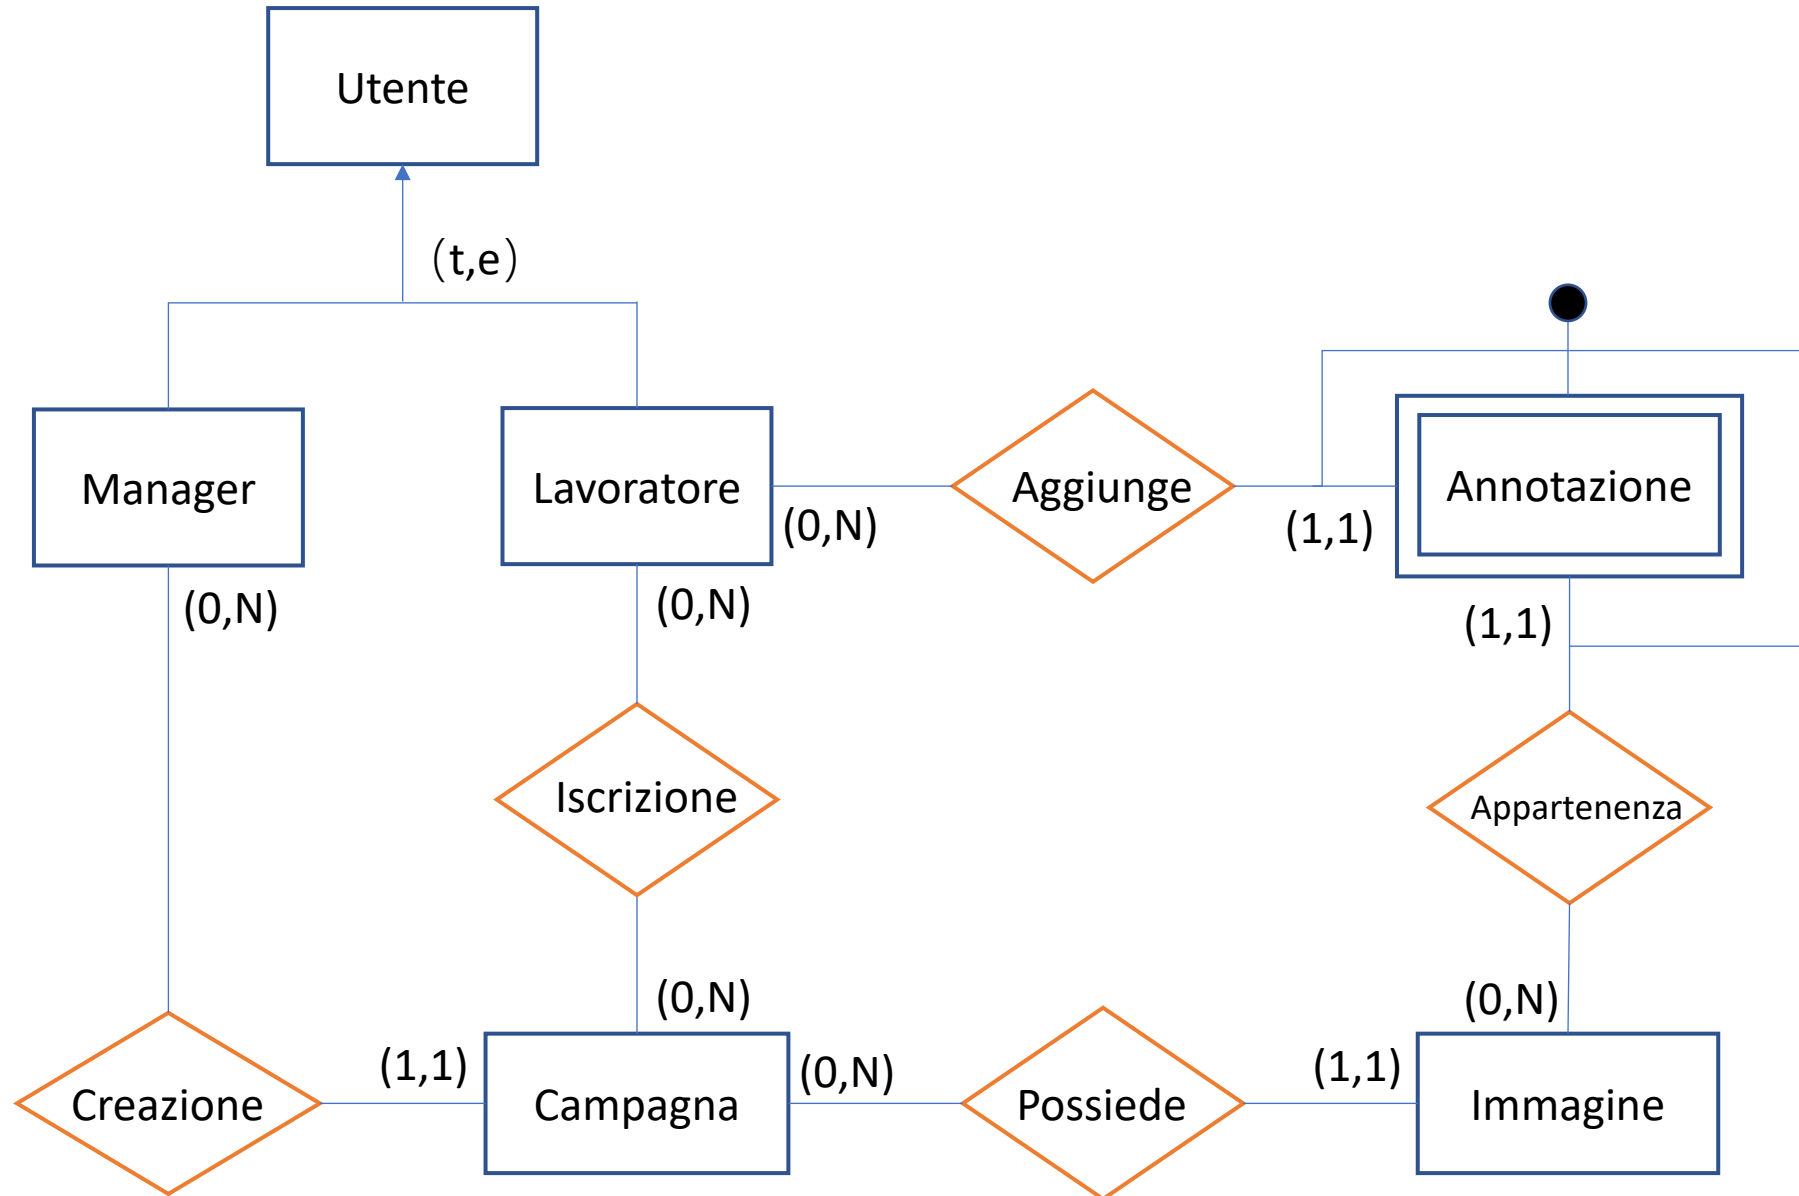 Utente
(t,e)
Manager
Lavoratore
Aggiunge
Annotazione
(0,N)
(1,1)
(0,N)
(0,N)
(1,1)
Iscrizione
Appartenenza
(0,N)
(0,N)
(1,1)
(0,N)
(1,1)
Creazione
Campagna
Possiede
Immagine